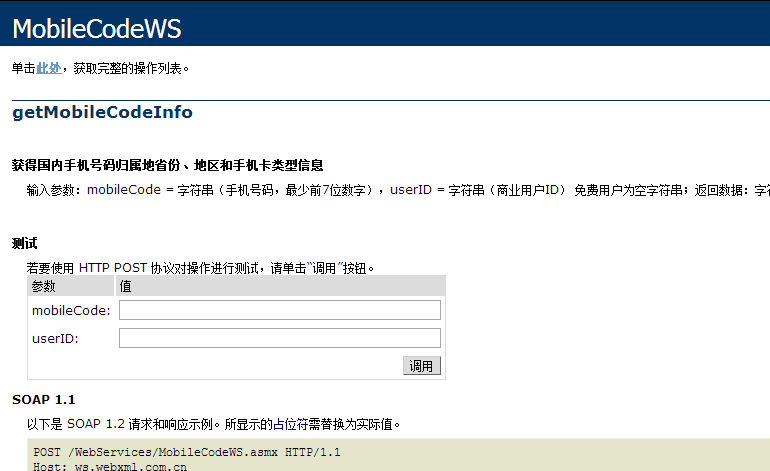 MobileCodeWS
单击此处，获取完整的操作列表。
getMobileCodeInfo
获得国内手机号码归属地省份、地区和手机卡类型信息
输入参数：mobileCode = 字符串（手机号码，最少前7位数字），userID = 字符串（商业用户ID） 免费用户为空字符串；返回数据：字符
测试
若要使用 HTTP POST 协议对操作进行测试，请单击“调用”按钮。
参数 值
mobileCode:
userID:
调用
SOAP 1.1
以下是 SOAP 1.2 请求和响应示例。所显示的占位符需替换为实际值。
POST /WebServices/MobileCodeWS.asmx HTTP/1.1
Host: ws.webxml.com.cn